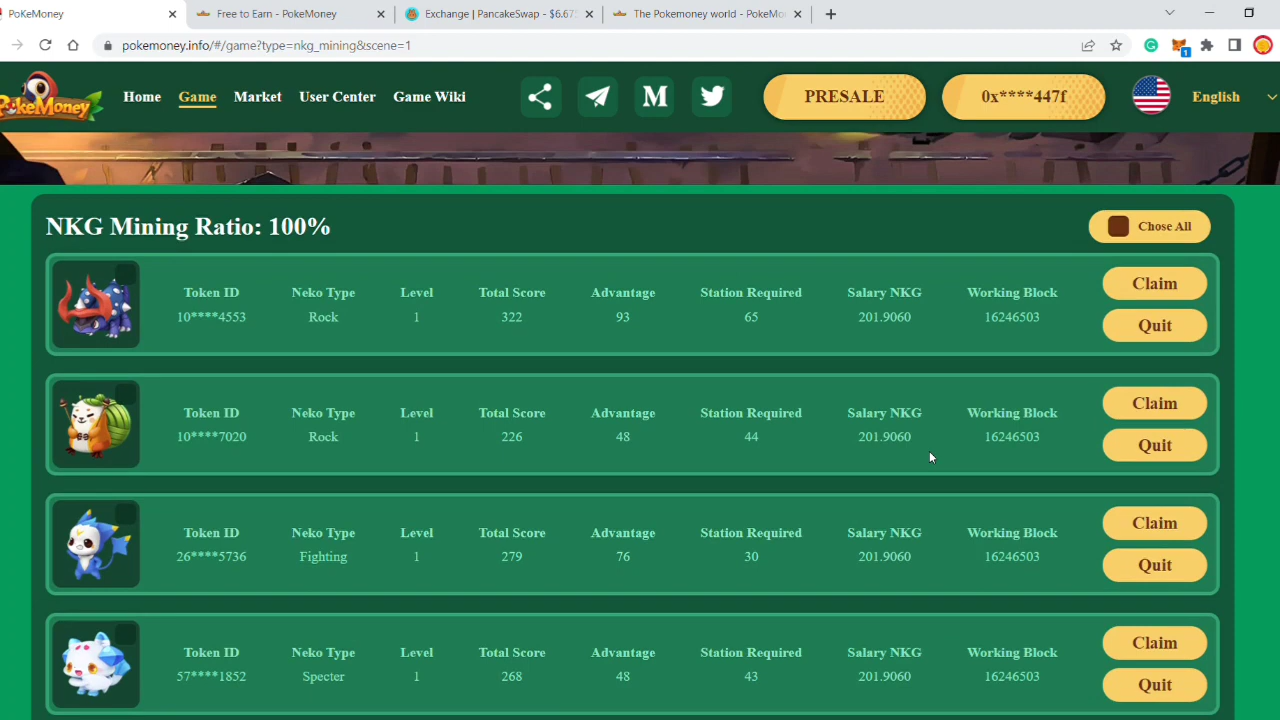 PoKeMoney
Free to Earn - PokeMoney
Exchange | PancakeSwap - $6.675
The Pokemoney world - PokeMo
pokemoney.info/#/game?type=nkg_mining&scene=1
1
PokeMoney
Home
Game
Market
User Center
Game Wiki
M
PRESALE
0x****447f
English
NKG Mining Ratio: 100%
Chose All
Token ID Neko Type Level Total Score Advantage Station Required Salary NKG Working Block
10****4553 Rock 1 322 93 65 201.9060 16246503
Claim
Quit
Token ID Neko Type Level Total Score Advantage Station Required Salary NKG Working Block
10****7020 Rock 1 226 48 44 201.9060 16246503
Claim
Quit
Token ID Neko Type Level Total Score Advantage Station Required Salary NKG Working Block
26****5736 Fighting 1 279 76 30 201.9060 16246503
Claim
Quit
Token ID Neko Type Level Total Score Advantage Station Required Salary NKG Working Block
57****1852 Specter 1 268 48 43 201.9060 16246503
Claim
Quit